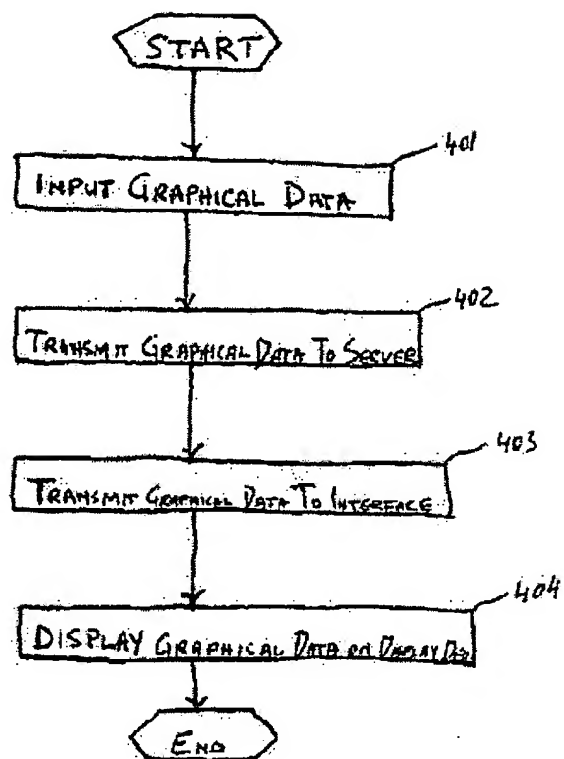 START
401
INPUT GRAPHICAL DATA
402
TRANSMIT GRAPHICAL DATA TO SERVER
403
TRANSMIT GRAPHICAL DATA TO INTERFACE
404
DISPLAY GRAPHICAL DATA ON DISPLAY
END